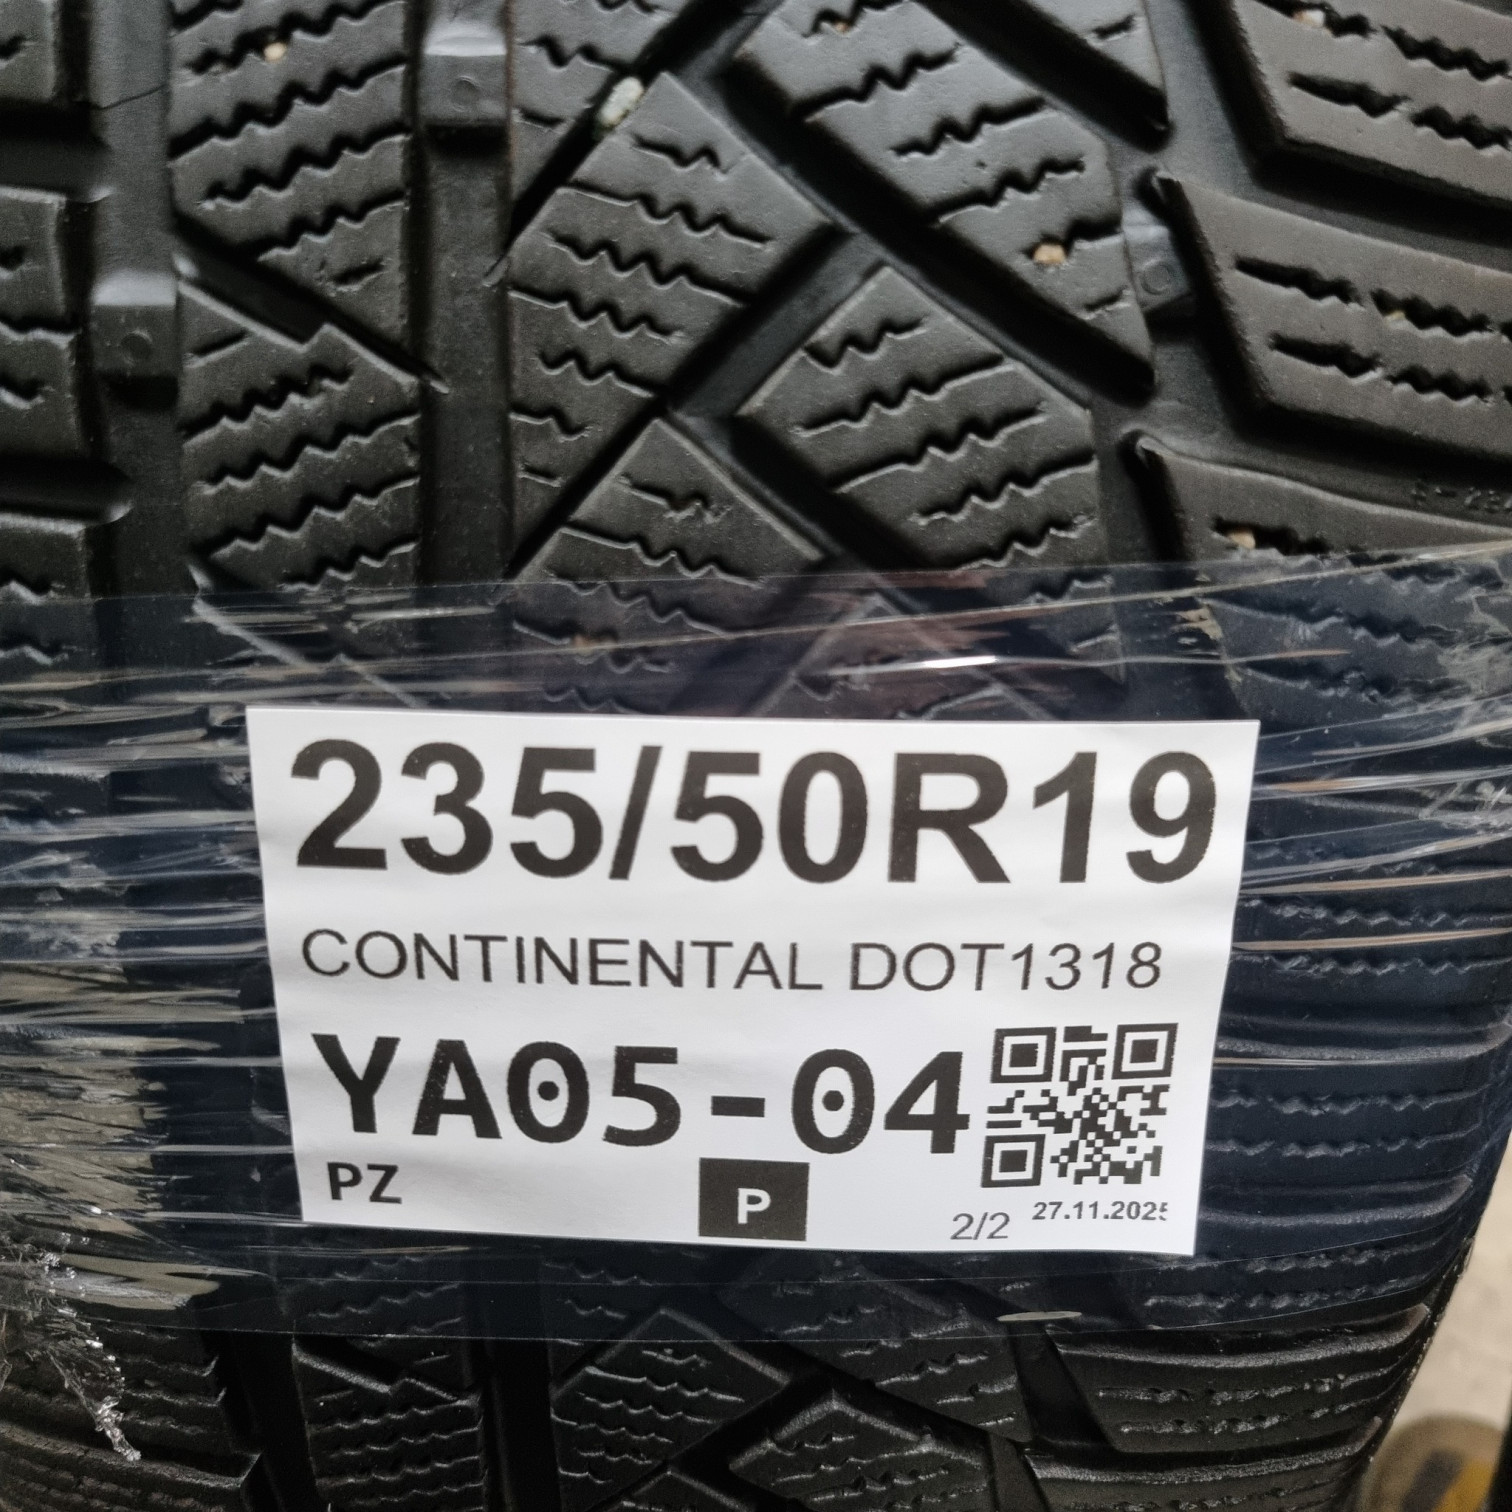 235/50R19
CONTINENTAL DOT1318
YA05-04
PZ
P
2/2
27.11.2025